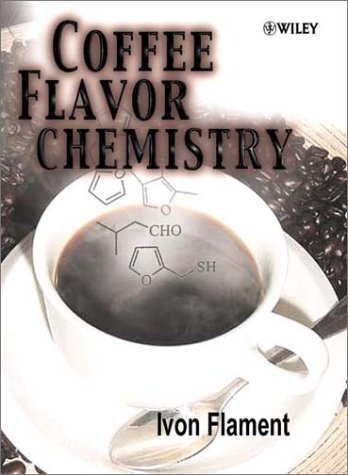 WILEY
COFFEE
FLAVOR
CHEMISTRY
O
O
CHO
O
SH
Ivon Flament